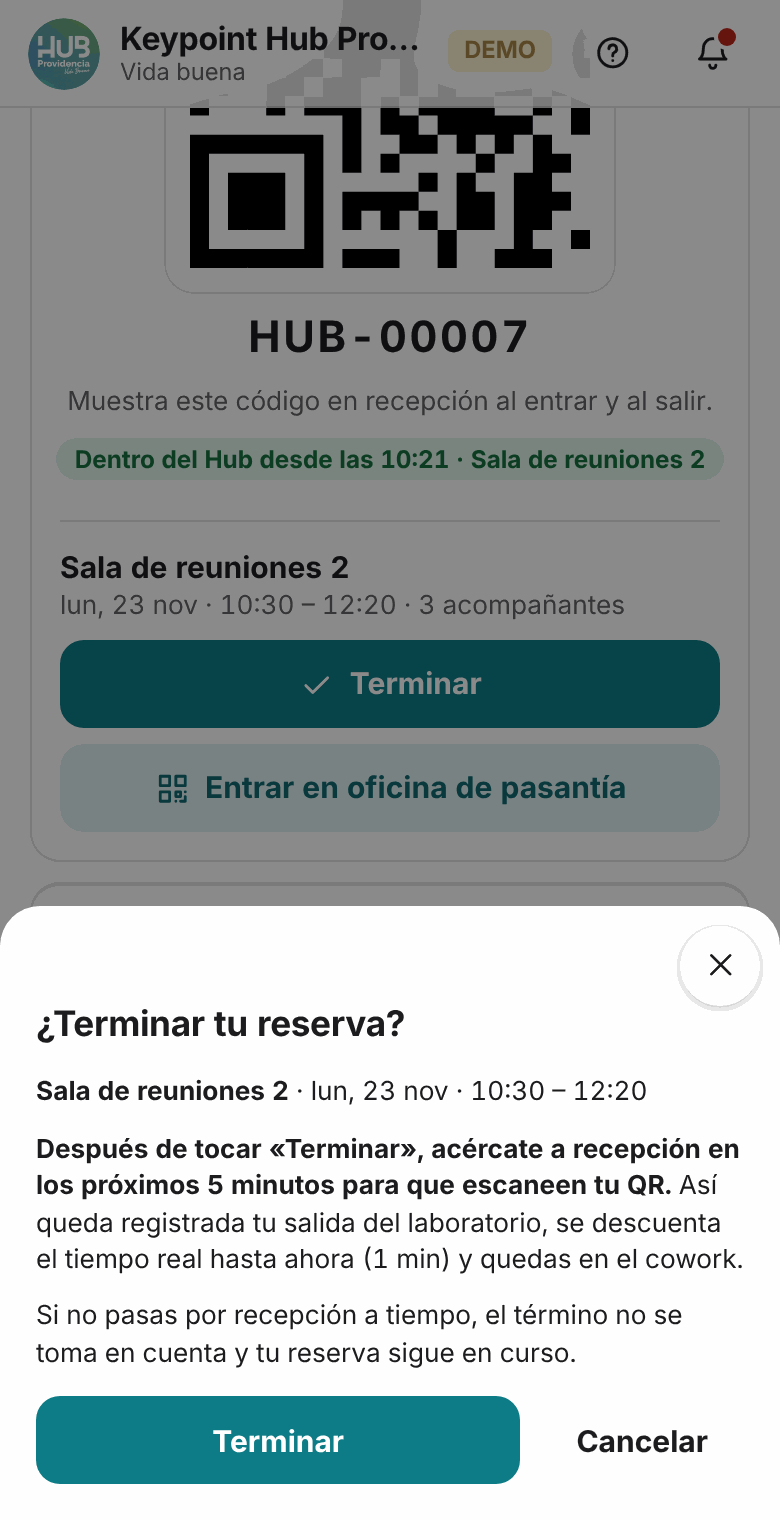 HUB
Providencia
Keypoint Hub Pro...
Vida buena
DEMO
HUB-00007
Muestra este código en recepción al entrar y al salir.
Dentro del Hub desde las 10:21 · Sala de reuniones 2
Sala de reuniones 2
lun, 23 nov · 10:30 – 12:20 · 3 acompañantes
Terminar
Entrar en oficina de pasantía
¿Terminar tu reserva?
Sala de reuniones 2 · lun, 23 nov · 10:30 – 12:20
Después de tocar «Terminar», acércate a recepción en
los próximos 5 minutos para que escaneen tu QR. Así
queda registrada tu salida del laboratorio, se descuenta
el tiempo real hasta ahora (1 min) y quedas en el cowork.
Si no pasas por recepción a tiempo, el término no se
toma en cuenta y tu reserva sigue en curso.
Terminar
Cancelar